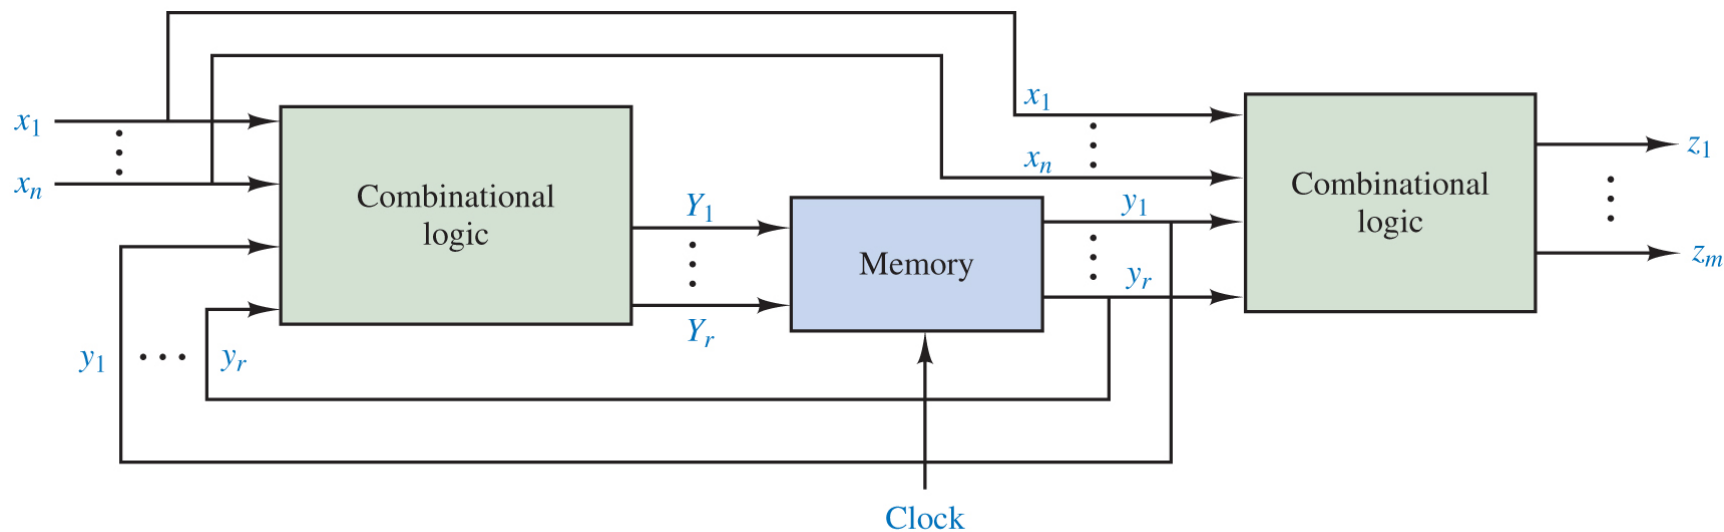 x₁
xₙ
y₁
yᵣ
Combinational
logic
Y₁
Yᵣ
Memory
Clock
x₁
xₙ
y₁
yᵣ
Combinational
logic
z₁
zₘ